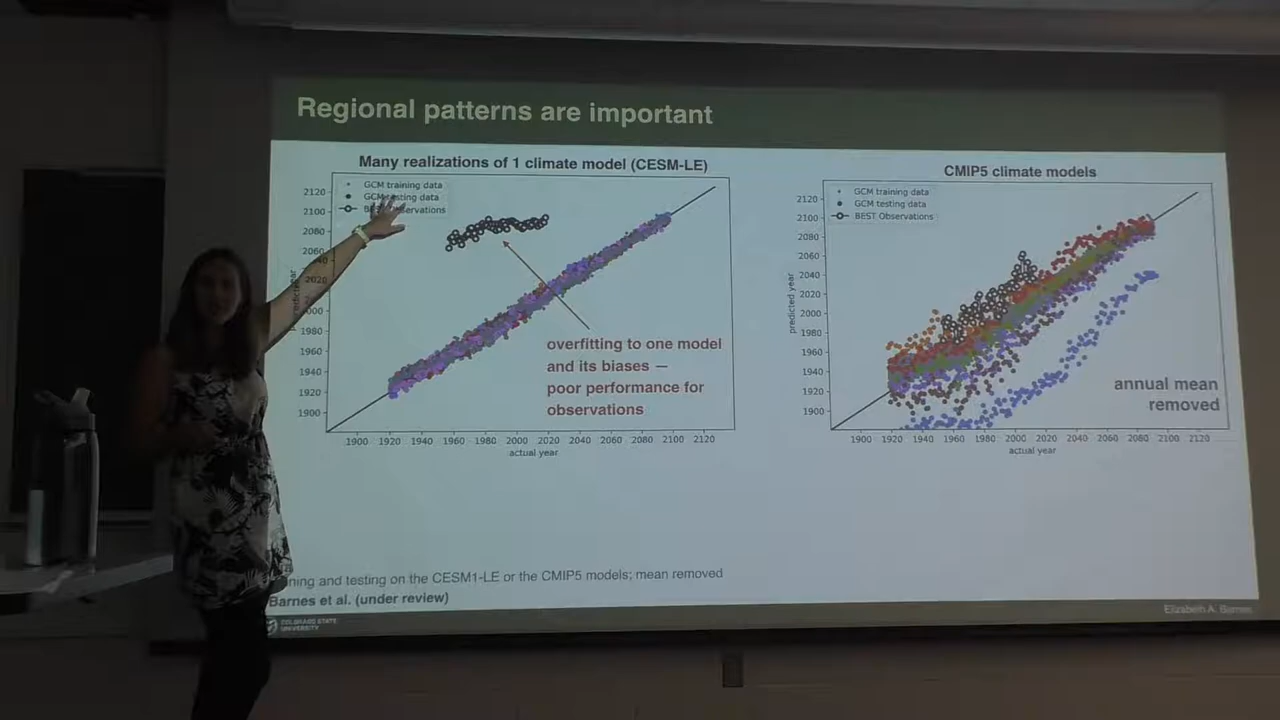 Regional patterns are important
Many realizations of 1 climate model (CESM-LE)
GCM training data
GCM testing data
observations
2120
2100
2080
2060
2040
2020
2000
1980
1960
1940
1920
1900
1900 1920 1940 1960 1980 2000 2020 2040 2060 2080 2100 2120
actual year
overfitting to one model
and its biases —
poor performance for
observations
CMIP5 climate models
GCM training data
GCM testing data
BEST Observations
predicted year
2120
2100
2080
2060
2040
2020
2000
1980
1960
1940
1920
1900
1900 1920 1940 1960 1980 2000 2020 2040 2060 2080 2100 2120
actual year
annual mean
removed
and testing on the CESM1-LE or the CMIP5 models; mean removed
Barnes et al. (under review)
COLORADO STATE
UNIVERSITY
Elizabeth A. Barnes